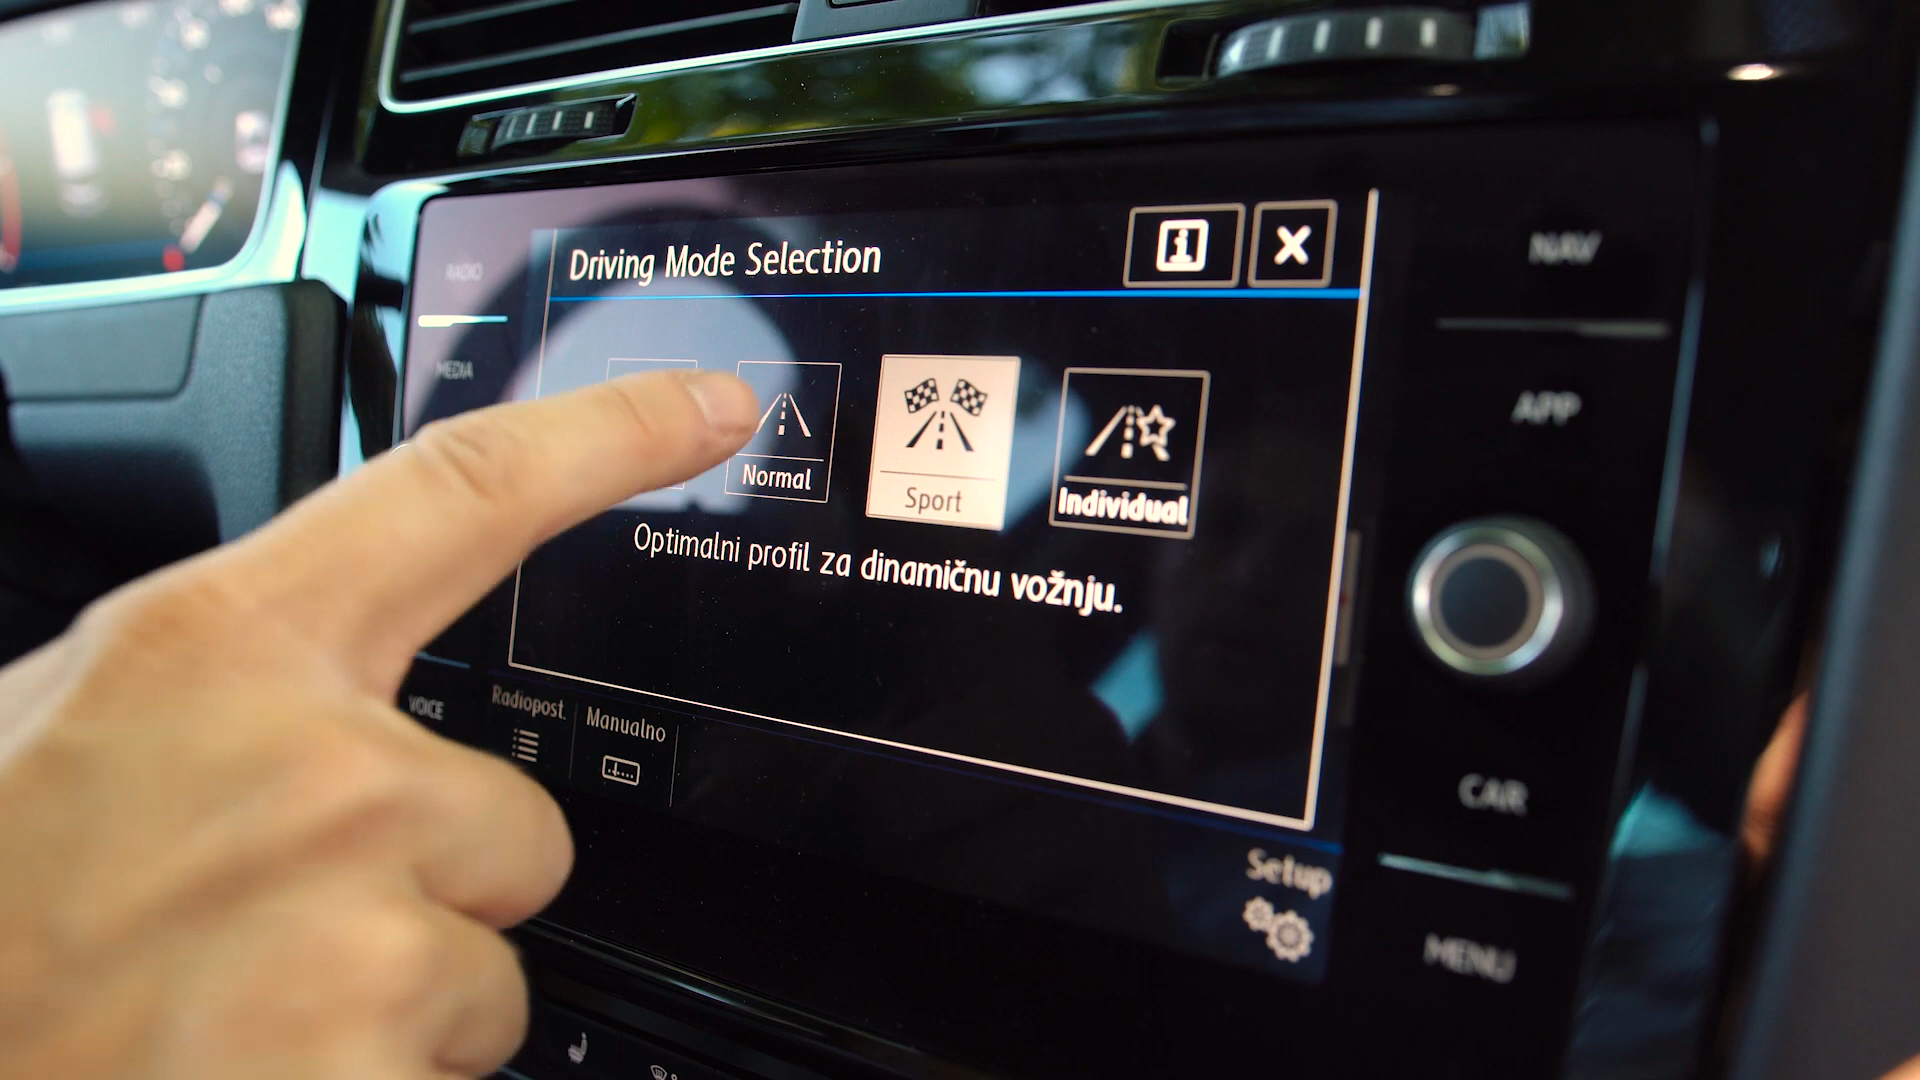 Driving Mode Selection
RADIO
NAV
MEDIA
APP
Normal
Sport
Individual
Optimalni profil za dinamičnu vožnju.
VOICE
Radiopost.
Manualno
CAR
Setup
MENU